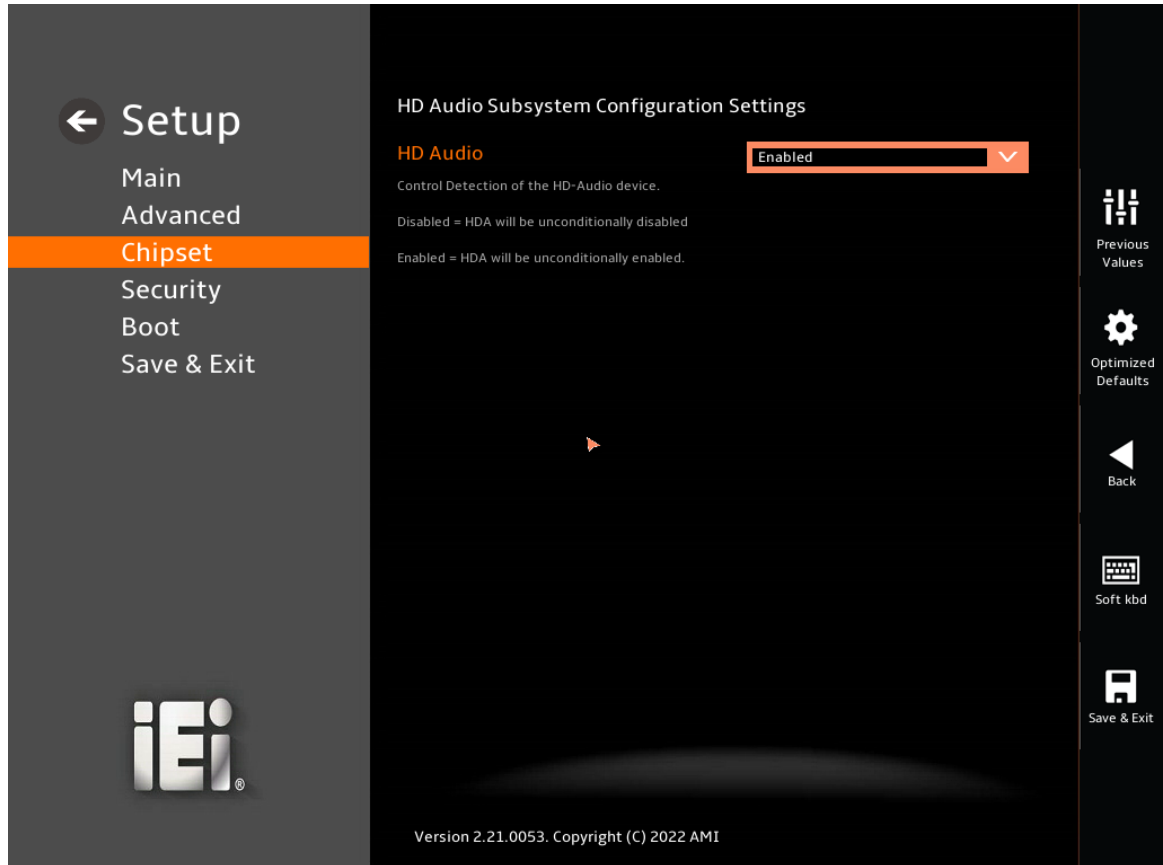 Setup
Main
Advanced
Chipset
Security
Boot
Save & Exit
iEi®
HD Audio Subsystem Configuration Settings
HD Audio
Enabled
Control Detection of the HD-Audio device.
Disabled = HDA will be unconditionally disabled
Enabled = HDA will be unconditionally enabled.
Version 2.21.0053. Copyright (C) 2022 AMI
Previous
Values
Optimized
Defaults
Back
Soft kbd
Save & Exit